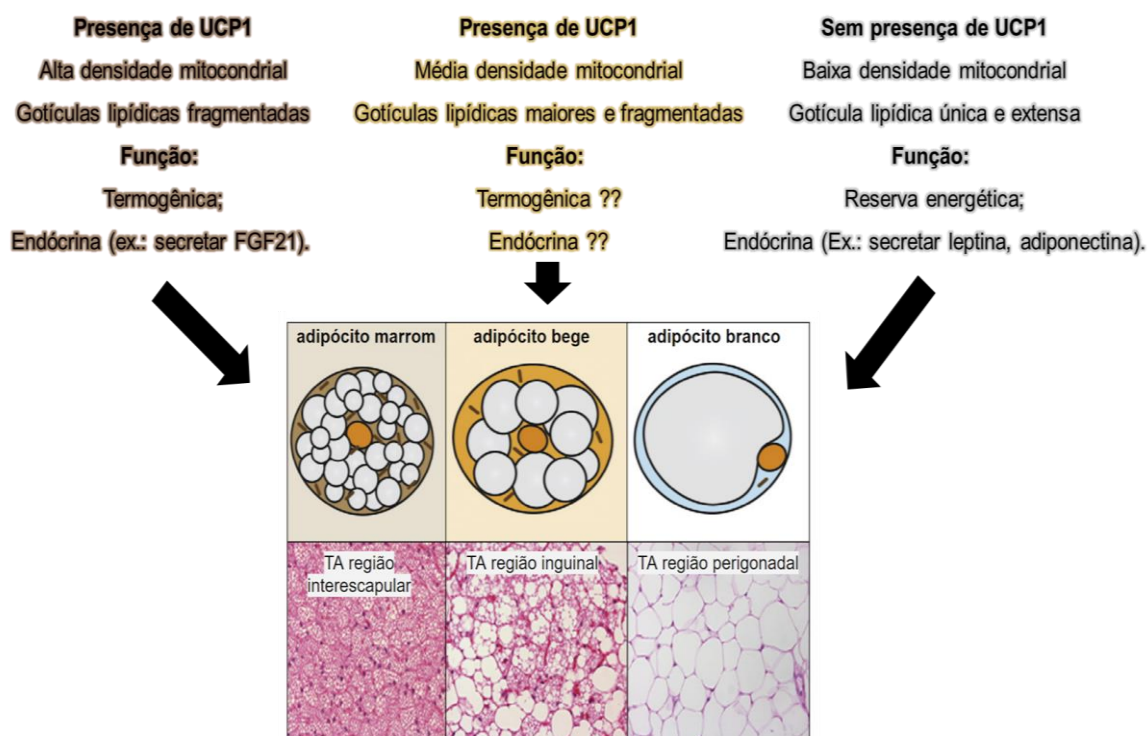 Presença de UCP1
Alta densidade mitocondrial
Gotículas lipídicas fragmentadas
Função:
Termogênica;
Endócrina (ex.: secretar FGF21).
Presença de UCP1
Média densidade mitocondrial
Gotículas lipídicas maiores e fragmentadas
Função:
Termogênica ??
Endócrina ??
Sem presença de UCP1
Baixa densidade mitocondrial
Gotícula lipídica única e extensa
Função:
Reserva energética;
Endócrina (Ex.: secretar leptina, adiponectina).
adipócito marrom
adipócito bege
adipócito branco
TA região
interescapular
TA região inguinal
TA região perigonadal